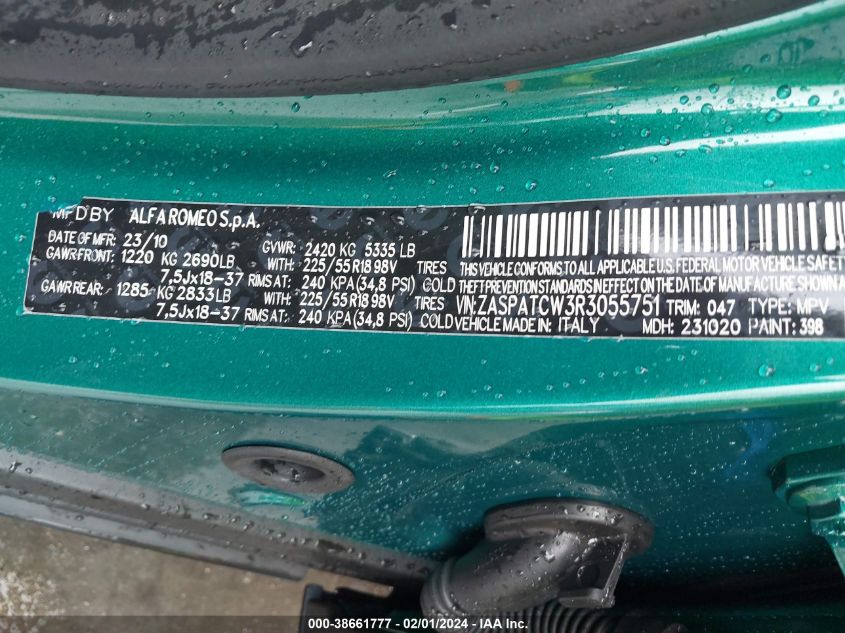 MFD BY ALFA ROMEO S.p.A.
DATE OF MFR: 23/10 GVWR: 2420 KG 5335 LB
GAWR FRONT: 1220 KG 2690LB WITH: 225/55 R18 98V TIRES
7,5Jx18-37 RIMS AT: 240 KPA(34,8 PSI) COLD
GAWR REAR: 1285 KG 2833LB WITH: 225/55 R18 98V TIRES
7,5Jx18-37 RIMS AT: 240 KPA(34,8 PSI) COLD
THIS VEHICLE CONFORMS TO ALL APPLICABLE U.S. FEDERAL MOTOR VEHICLE SAFETY
THEFT PREVENTION STANDARDS IN EFFECT ON THE DATE OF MANUFACTURE SHOWN
VIN: ZASPATCW3R3055751 TRIM: 047 TYPE: MPV
VEHICLE MADE IN: ITALY MDH: 231020 PAINT: 398
000-38661777 - 02/01/2024 - IAA Inc.